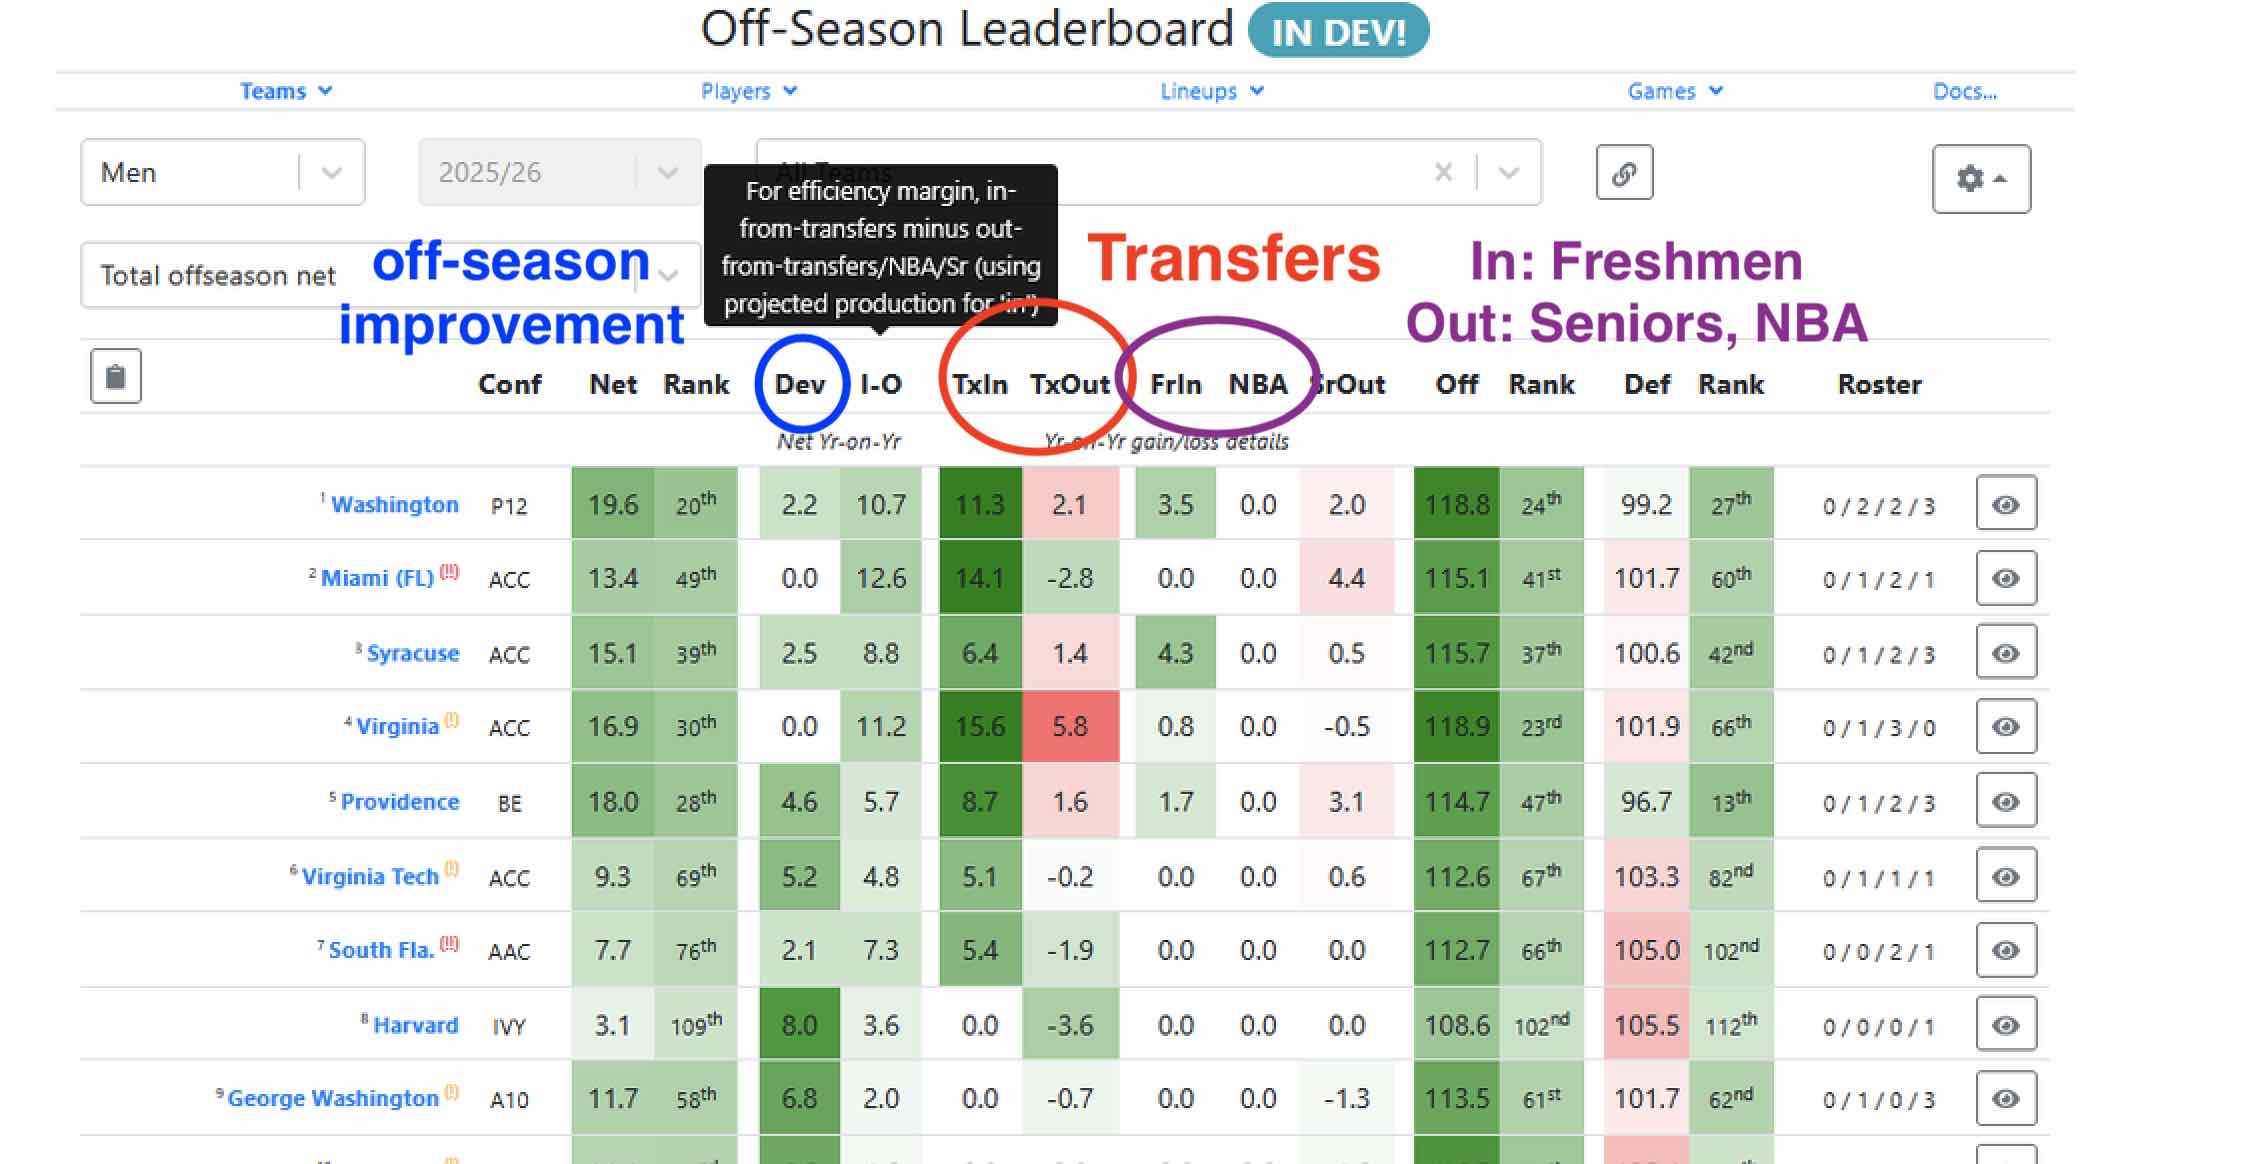 Off-Season Leaderboard IN DEV!
Teams Players Lineups Games Docs...
Men 2025/26 All Teams
For efficiency margin, in-
from-transfers minus out-
from-transfers/NBA/Sr (using
projected production for 'in')
Total offseason net
off-season
improvement
Transfers
In: Freshmen
Out: Seniors, NBA
Conf Net Rank Dev I-O TxIn TxOut FrIn NBA SrOut Off Rank Def Rank Roster
Net Yr-on-Yr Yr-on-Yr gain/loss details
1 Washington P12 19.6 20th 2.2 10.7 11.3 2.1 3.5 0.0 2.0 118.8 24th 99.2 27th 0 / 2 / 2 / 3
2 Miami (FL) (!!) ACC 13.4 49th 0.0 12.6 14.1 -2.8 0.0 0.0 4.4 115.1 41st 101.7 60th 0 / 1 / 2 / 1
3 Syracuse ACC 15.1 39th 2.5 8.8 6.4 1.4 4.3 0.0 0.5 115.7 37th 100.6 42nd 0 / 1 / 2 / 3
4 Virginia (!) ACC 16.9 30th 0.0 11.2 15.6 5.8 0.8 0.0 -0.5 118.9 23rd 101.9 66th 0 / 1 / 3 / 0
5 Providence BE 18.0 28th 4.6 5.7 8.7 1.6 1.7 0.0 3.1 114.7 47th 96.7 13th 0 / 1 / 2 / 3
6 Virginia Tech (!) ACC 9.3 69th 5.2 4.8 5.1 -0.2 0.0 0.0 0.6 112.6 67th 103.3 82nd 0 / 1 / 1 / 1
7 South Fla. (!!) AAC 7.7 76th 2.1 7.3 5.4 -1.9 0.0 0.0 0.0 112.7 66th 105.0 102nd 0 / 0 / 2 / 1
8 Harvard IVY 3.1 109th 8.0 3.6 0.0 -3.6 0.0 0.0 0.0 108.6 102nd 105.5 112th 0 / 0 / 0 / 1
9 George Washington (!) A10 11.7 58th 6.8 2.0 0.0 -0.7 0.0 0.0 -1.3 113.5 61st 101.7 62nd 0 / 1 / 0 / 3